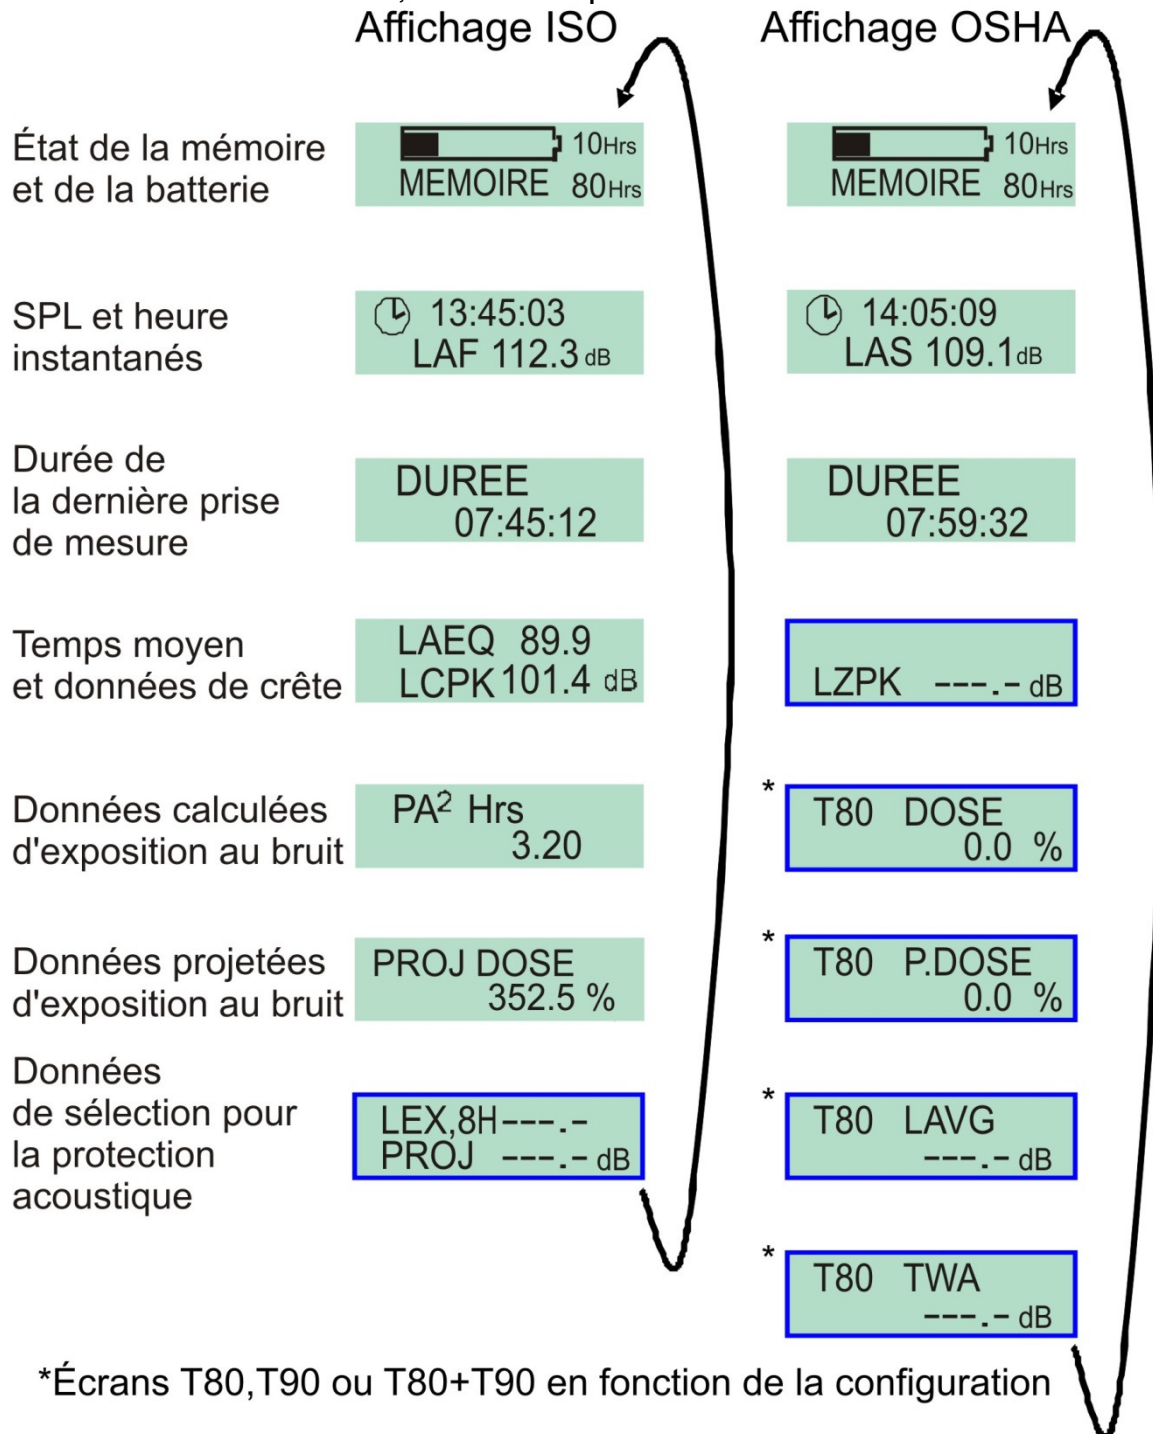 Affichage ISO
Affichage OSHA
État de la mémoire
et de la batterie
10Hrs
MEMOIRE 80Hrs
10Hrs
MEMOIRE 80Hrs
SPL et heure
instantanés
13:45:03
LAF 112.3 dB
14:05:09
LAS 109.1dB
Durée de
la dernière prise
de mesure
DUREE
07:45:12
DUREE
07:59:32
Temps moyen
et données de crête
LAEQ 89.9
LCPK 101.4 dB
LZPK ---.- dB
Données calculées
d'exposition au bruit
PA² Hrs
3.20
*
T80 DOSE
0.0 %
Données projetées
d'exposition au bruit
PROJ DOSE
352.5 %
*
T80 P.DOSE
0.0 %
Données
de sélection pour
la protection
acoustique
LEX,8H---.-
PROJ ---.- dB
*
T80 LAVG
---.- dB
*
T80 TWA
---.- dB
*Écrans T80,T90 ou T80+T90 en fonction de la configuration